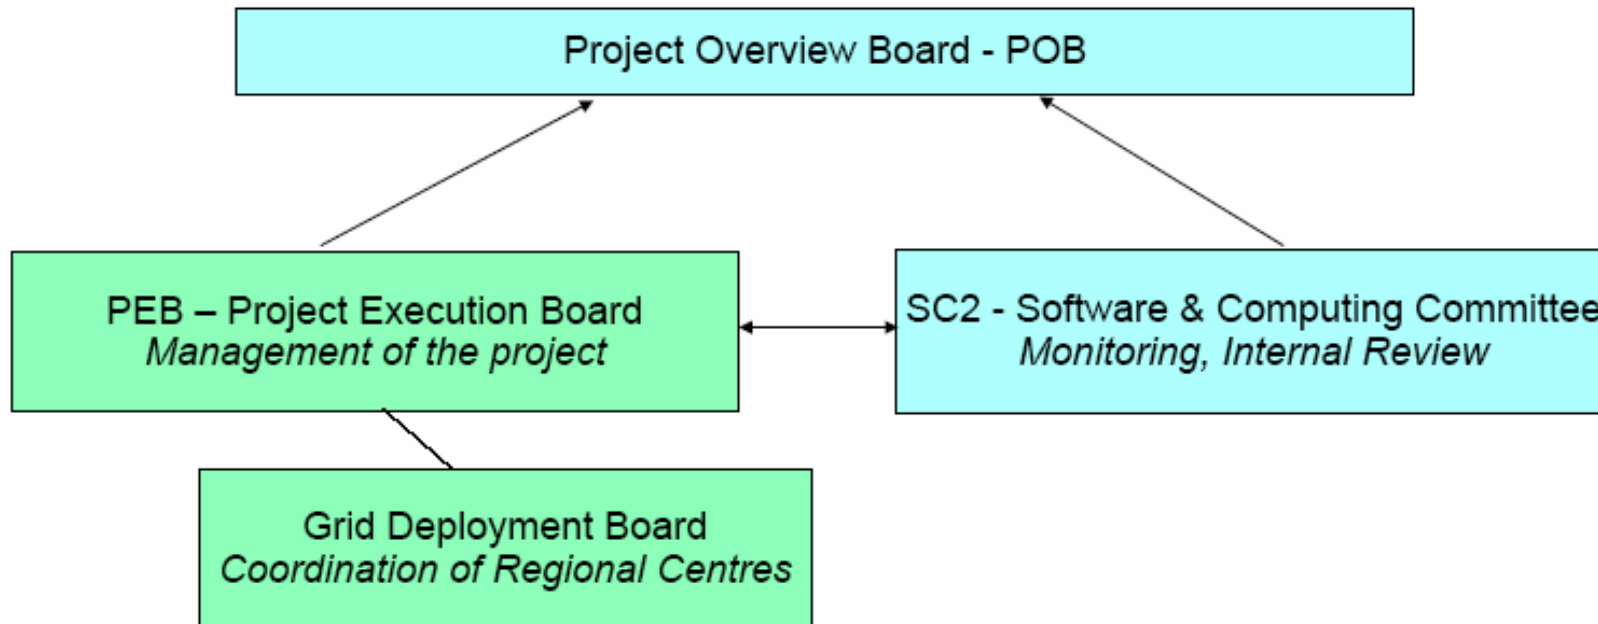 Project Overview Board - POB
PEB – Project Execution Board
Management of the project
SC2 - Software & Computing Committee
Monitoring, Internal Review
Grid Deployment Board
Coordination of Regional Centres